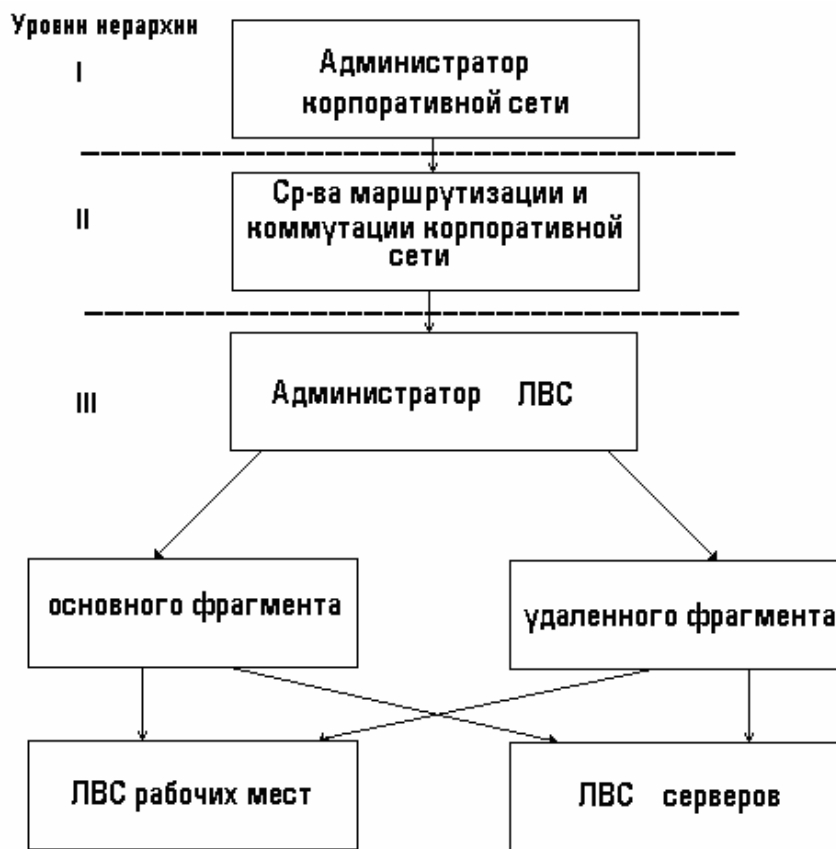 Уровни иерархии
I
Администратор
корпоративной сети
II
Ср-ва маршрутизации и
коммутации корпоративной
сети
III
Администратор ЛВС
основного фрагмента
удаленного фрагмента
ЛВС рабочих мест
ЛВС серверов